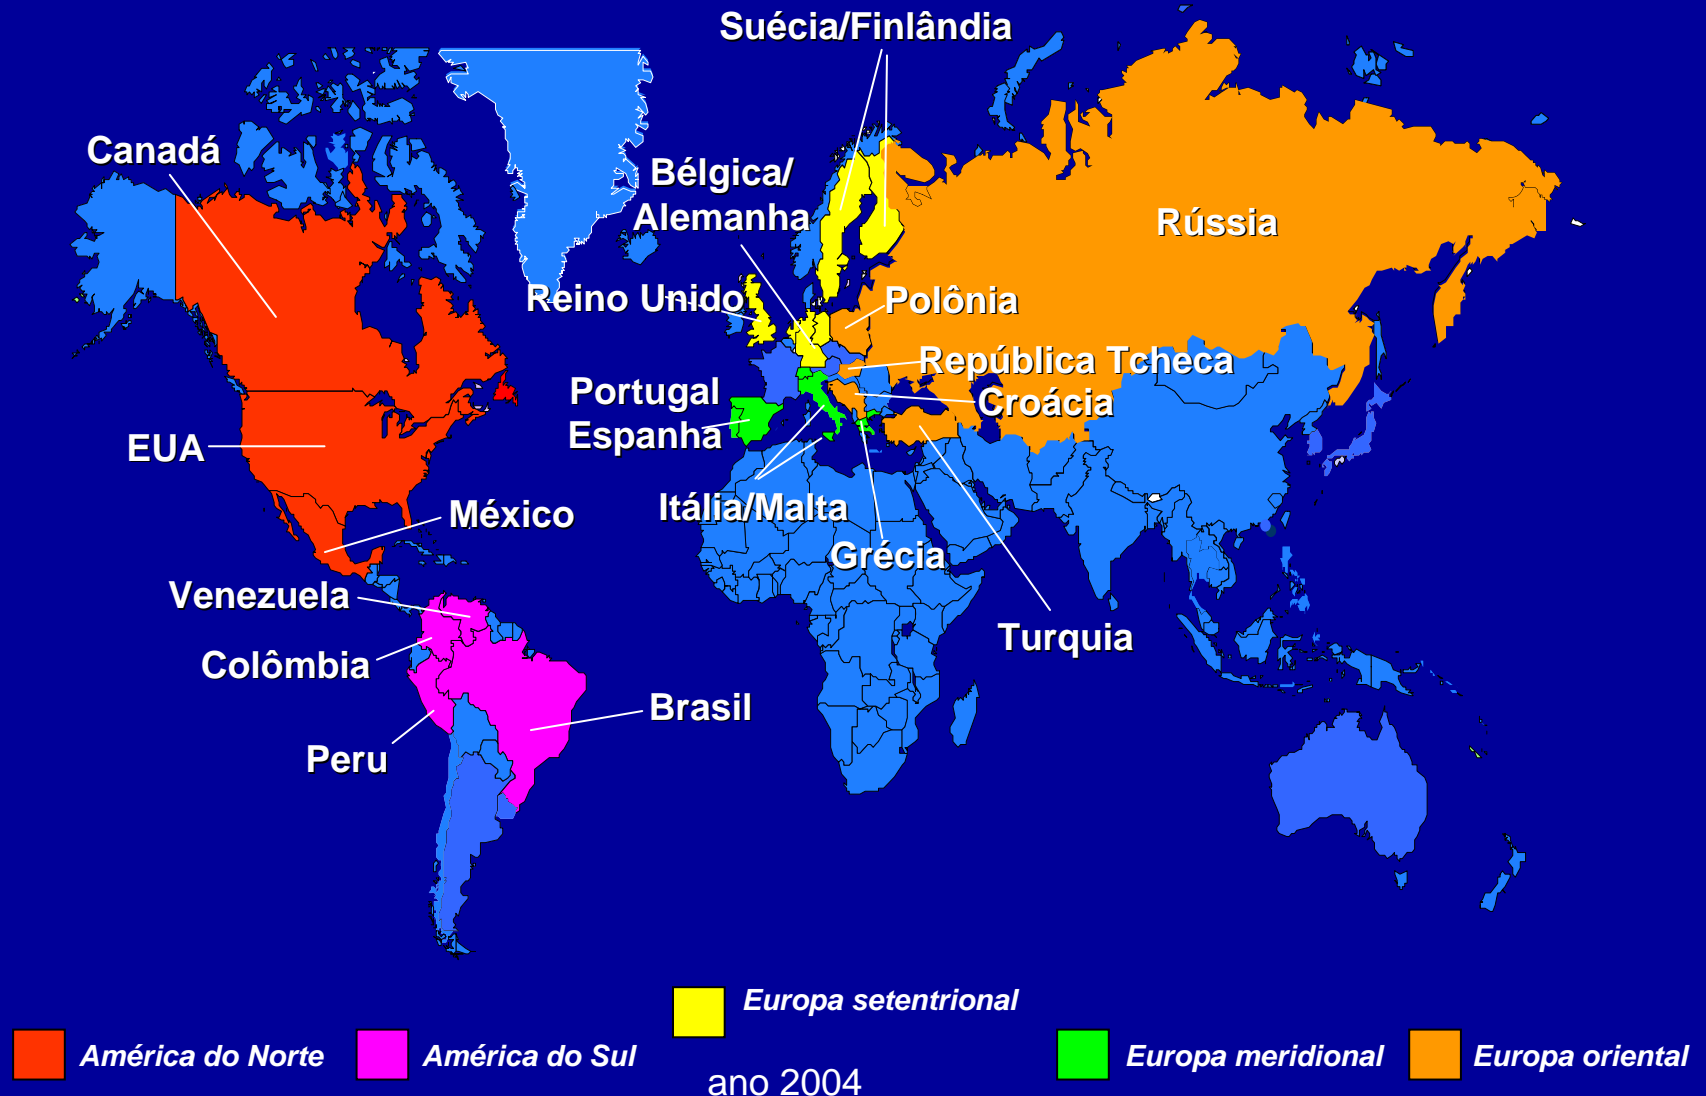 Suécia/Finlândia
Canadá
Bélgica/
Alemanha
Rússia
Reino Unido
Polônia
República Tcheca
Portugal
Espanha
Croácia
EUA
México
Itália/Malta
Grécia
Venezuela
Turquia
Colômbia
Brasil
Peru
Europa setentrional
América do Norte
América do Sul
Europa meridional
Europa oriental
ano 2004